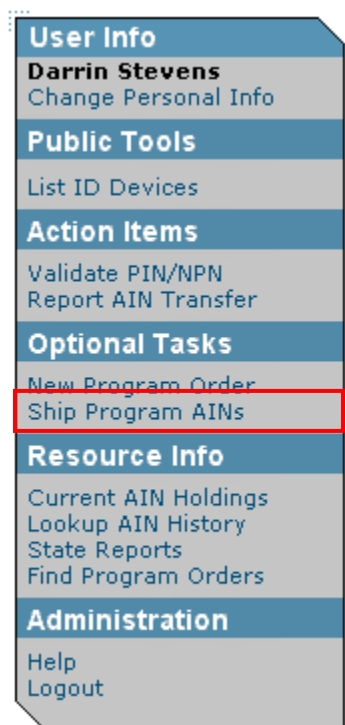 User Info
Darrin Stevens
Change Personal Info
Public Tools
List ID Devices
Action Items
Validate PIN/NPN
Report AIN Transfer
Optional Tasks
New Program Order
Ship Program AINs
Resource Info
Current AIN Holdings
Lookup AIN History
State Reports
Find Program Orders
Administration
Help
Logout